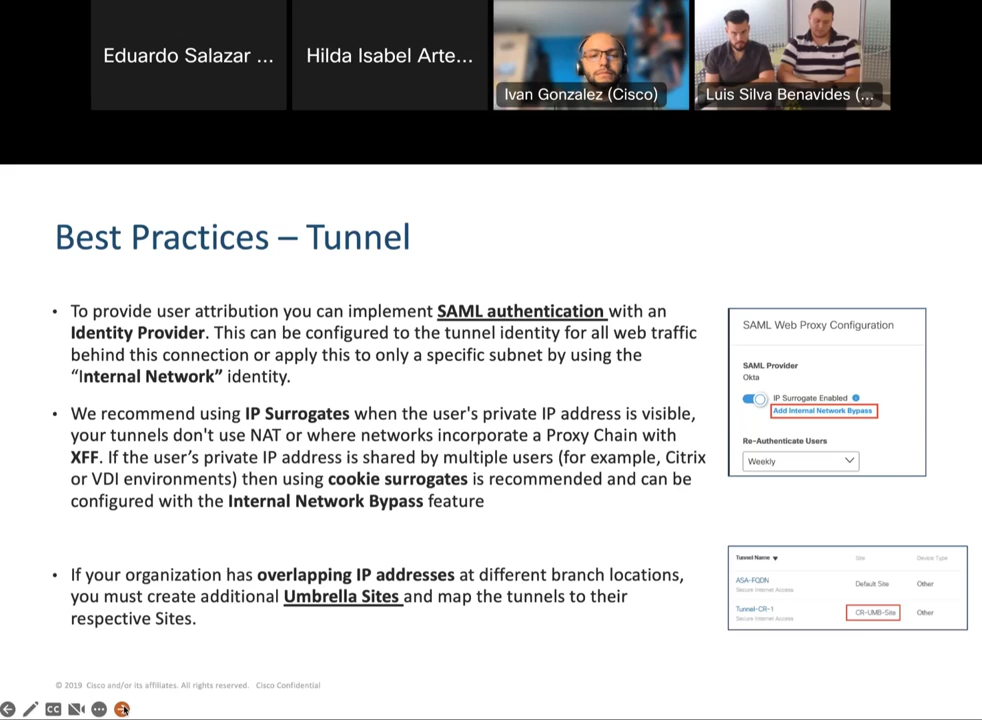 Eduardo Salazar ...
Hilda Isabel Arte...
Ivan Gonzalez (Cisco)
Luis Silva Benavides (...
Best Practices – Tunnel
• To provide user attribution you can implement SAML authentication with an
Identity Provider. This can be configured to the tunnel identity for all web traffic
behind this connection or apply this to only a specific subnet by using the
“Internal Network” identity.
• We recommend using IP Surrogates when the user's private IP address is visible,
your tunnels don't use NAT or where networks incorporate a Proxy Chain with
XFF. If the user’s private IP address is shared by multiple users (for example, Citrix
or VDI environments) then using cookie surrogates is recommended and can be
configured with the Internal Network Bypass feature
• If your organization has overlapping IP addresses at different branch locations,
you must create additional Umbrella Sites and map the tunnels to their
respective Sites.
SAML Web Proxy Configuration
SAML Provider
Okta
IP Surrogate Enabled
Add Internal Network Bypass
Re-Authenticate Users
Weekly
Tunnel Name Site Device Type
ASA-FQDN Default Site Other
Secure Internet Access
Tunnel-CR-1 CR-UMB-Site Other
Secure Internet Access
© 2019 Cisco and/or its affiliates. All rights reserved. Cisco Confidential
CC